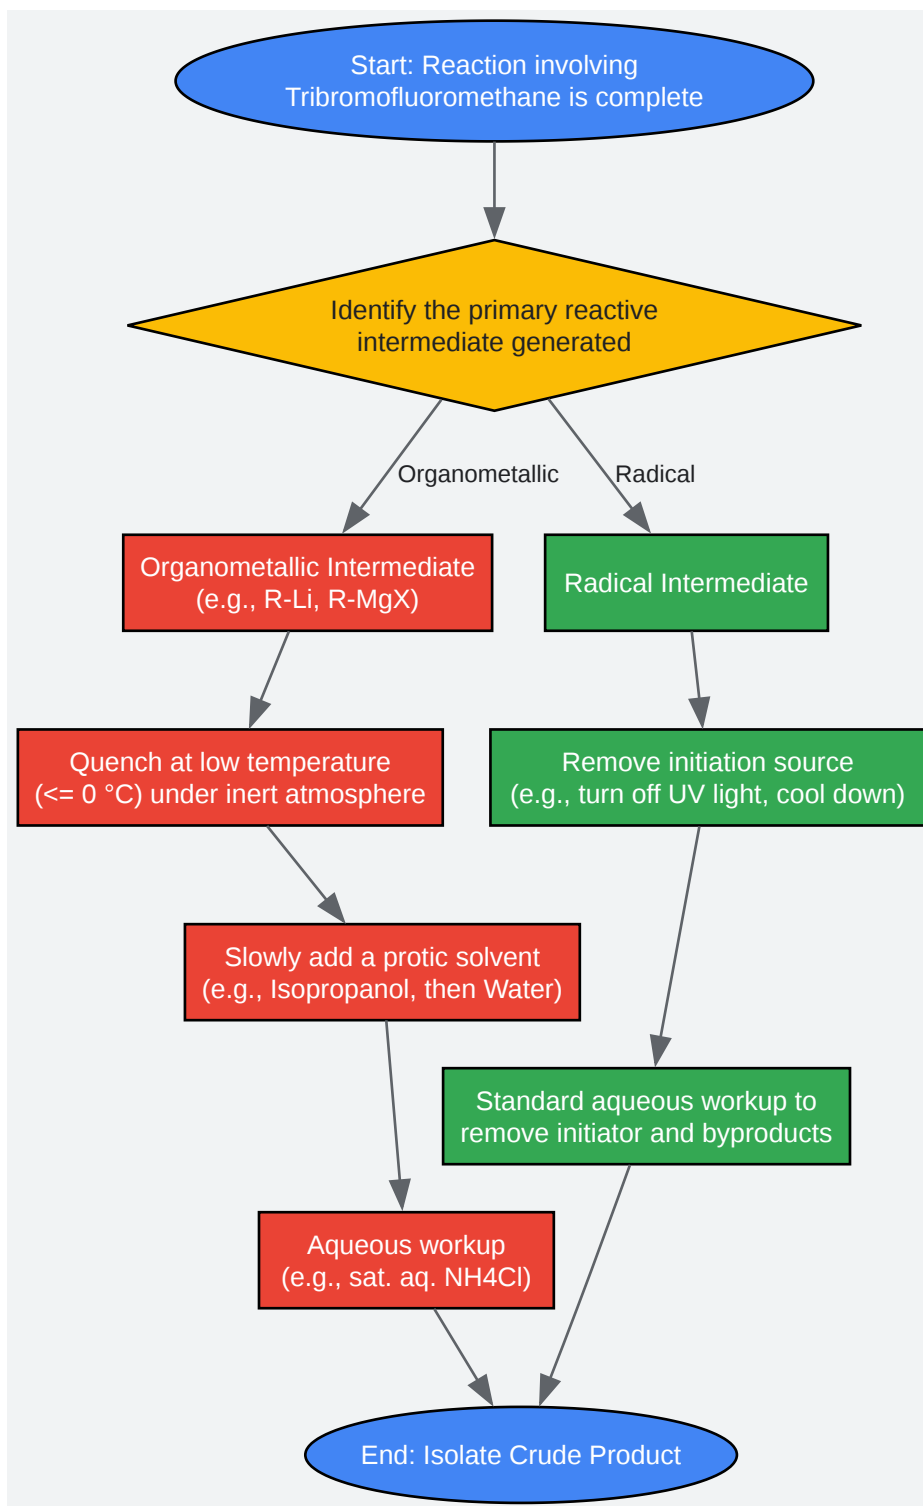 Start: Reaction involving
Tribromofluoromethane is complete
Identify the primary reactive
intermediate generated
Organometallic
Radical
Organometallic Intermediate
(e.g., R-Li, R-MgX)
Radical Intermediate
Quench at low temperature
(<= 0 °C) under inert atmosphere
Remove initiation source
(e.g., turn off UV light, cool down)
Slowly add a protic solvent
(e.g., Isopropanol, then Water)
Standard aqueous workup to
remove initiator and byproducts
Aqueous workup
(e.g., sat. aq. NH4Cl)
End: Isolate Crude Product